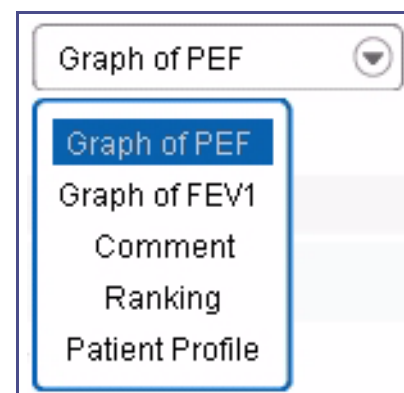 Graph of PEF
Graph of PEF
Graph of FEV1
Comment
Ranking
Patient Profile